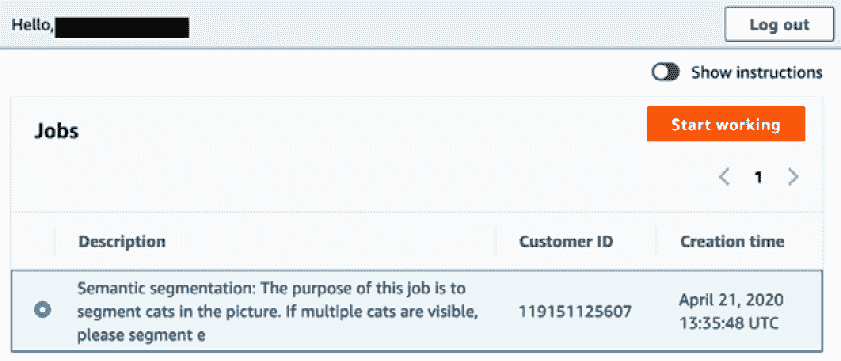 Hello,
Log out
Show instructions
Jobs
Start working
1
Description
Customer ID
Creation time
Semantic segmentation: The purpose of this job is to
segment cats in the picture. If multiple cats are visible,
please segment e
119151125607
April 21, 2020
13:35:48 UTC